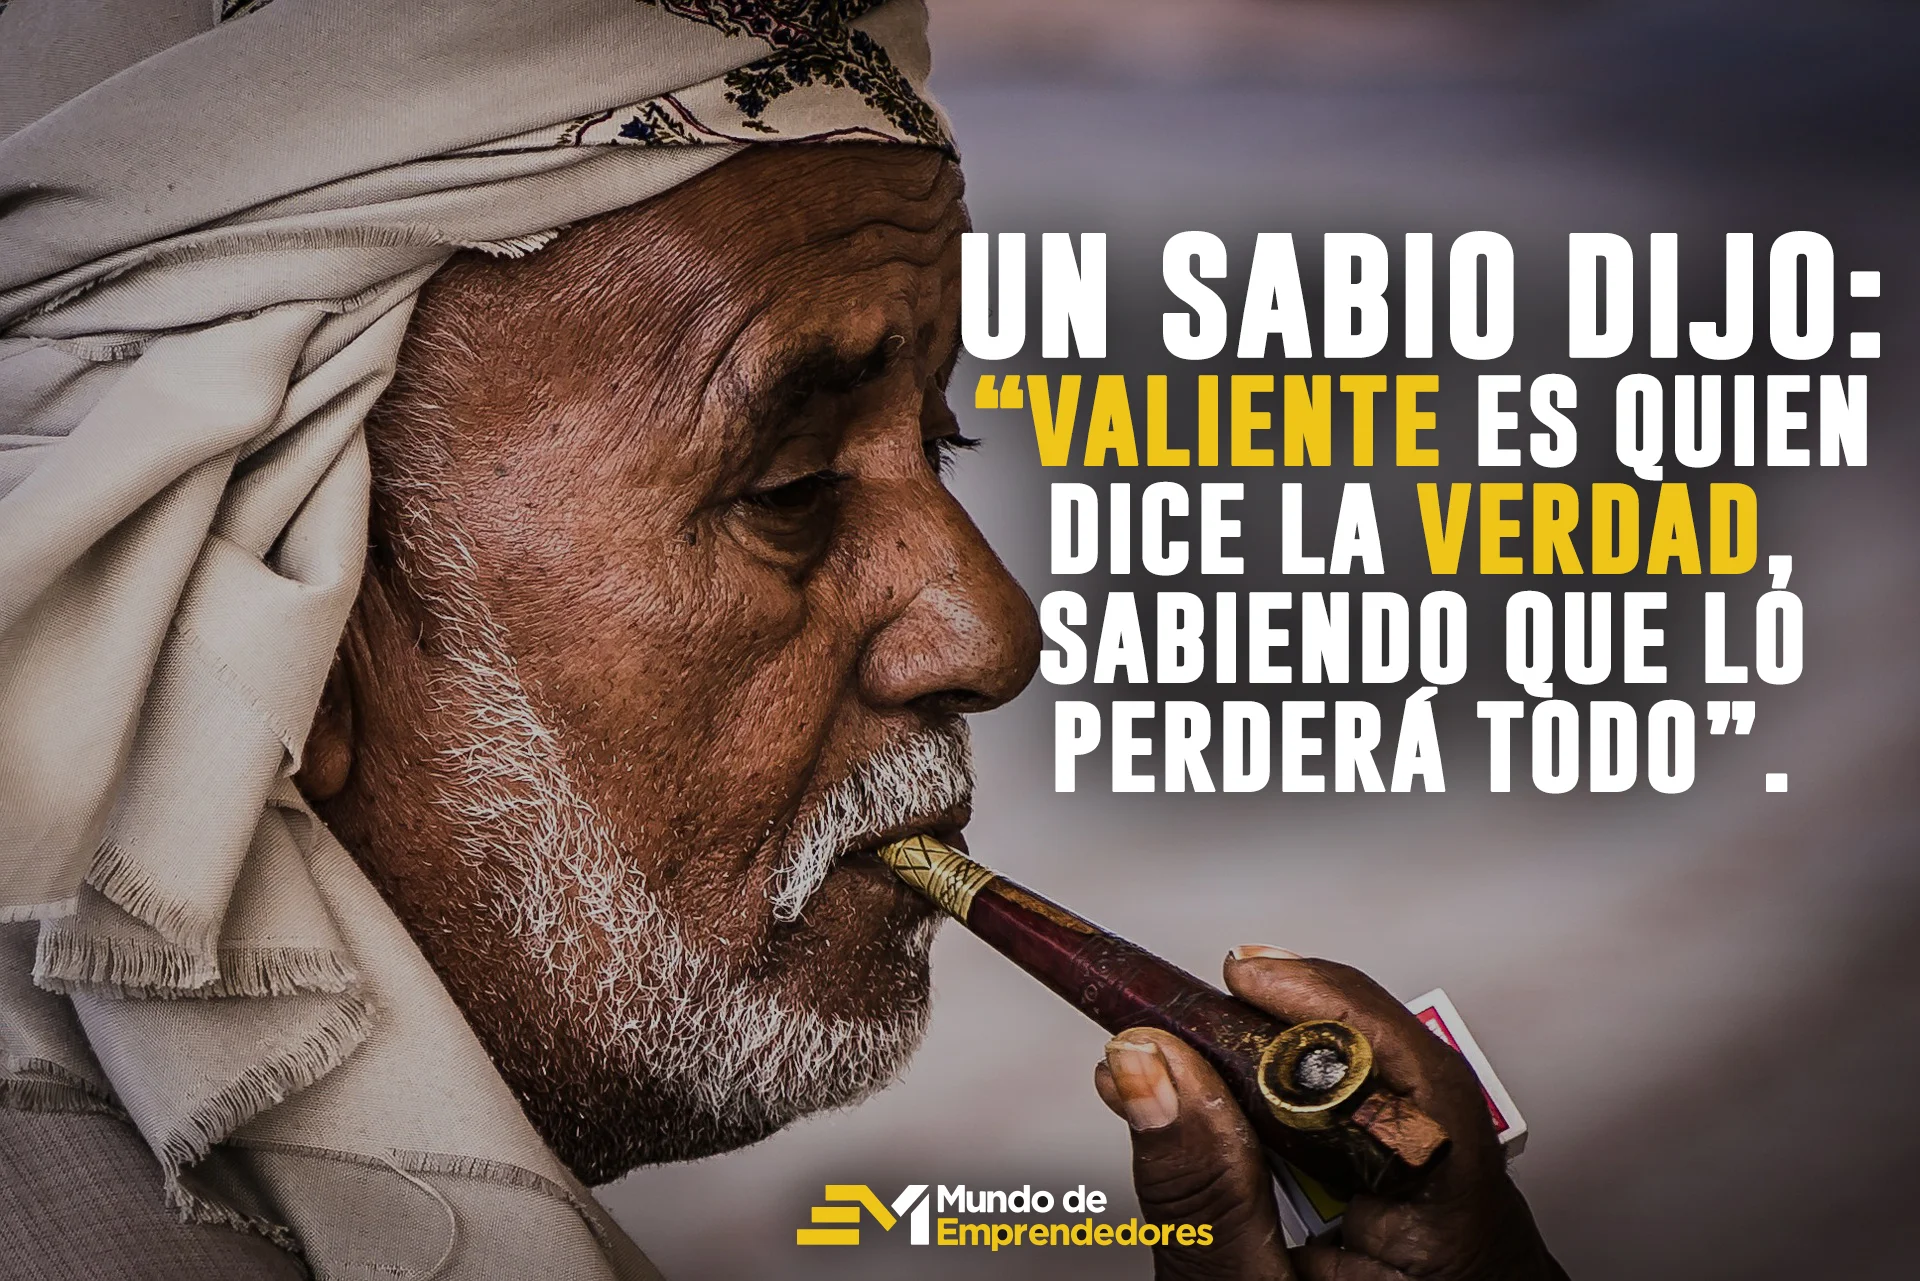 UN SABIO DIJO:
“VALIENTE ES QUIEN
DICE LA VERDAD,
SABIENDO QUE LO
PERDERÁ TODO”.
Mundo de
Emprendedores